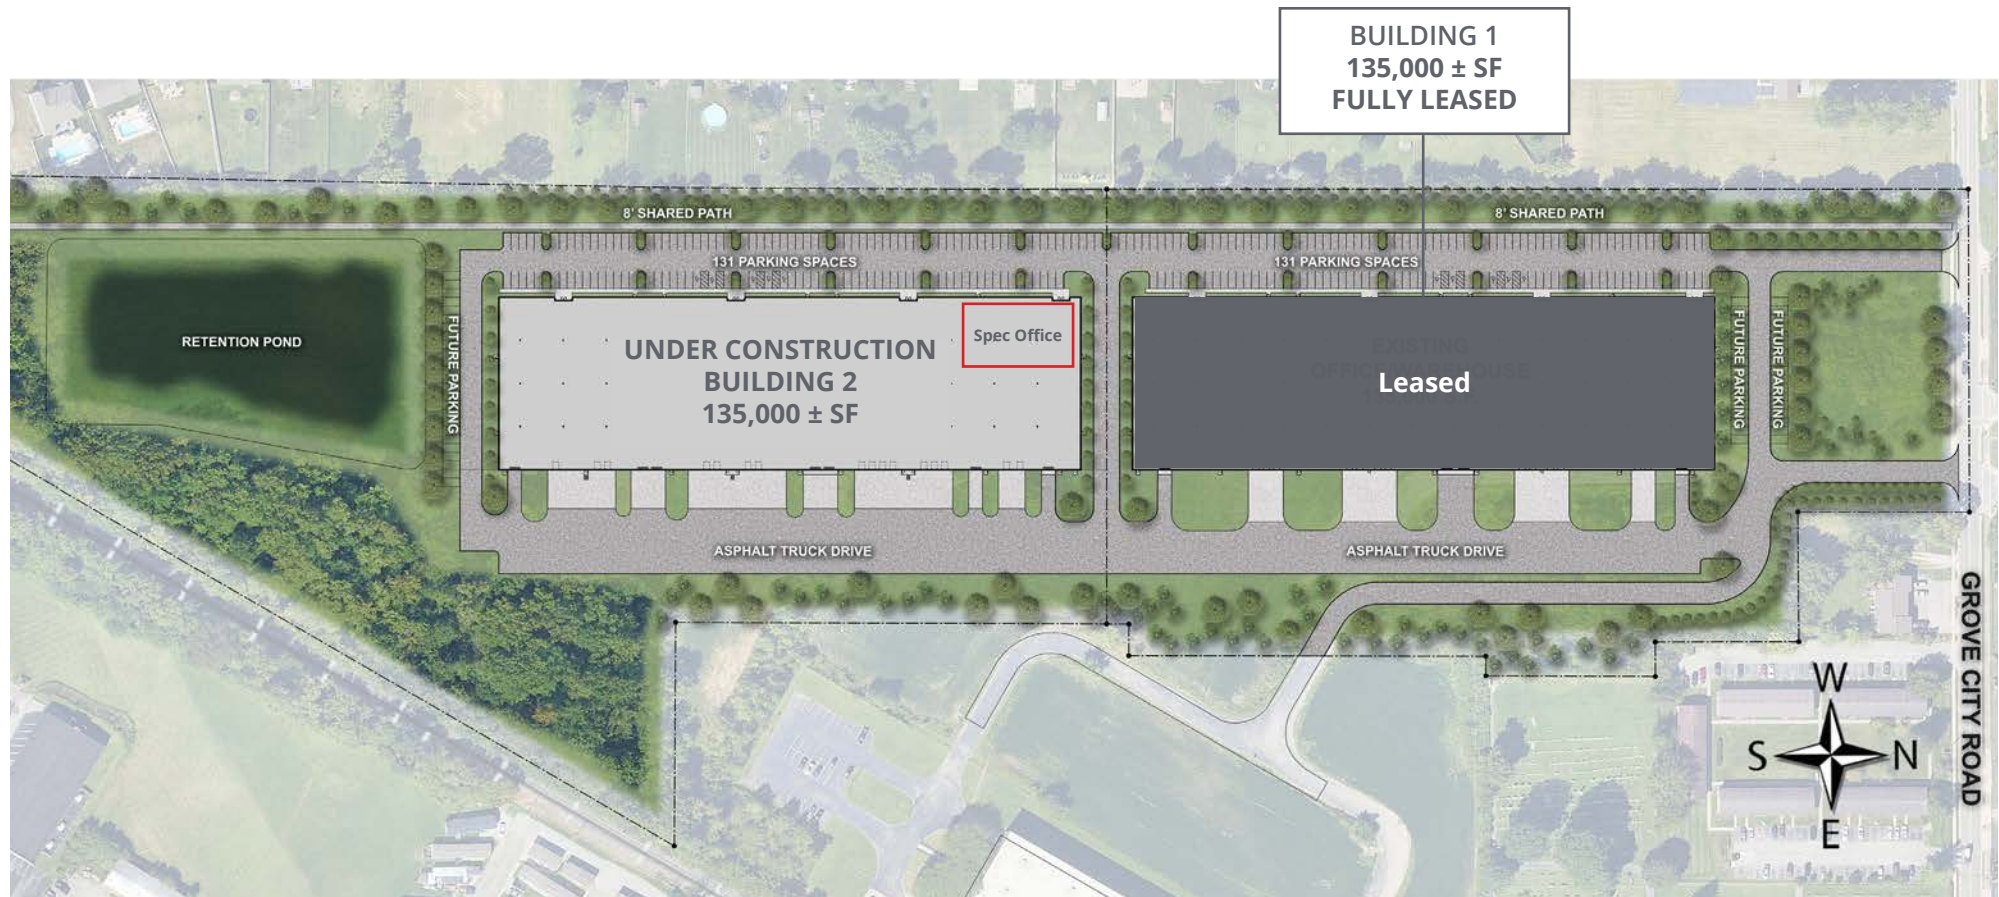 BUILDING 1
135,000 ± SF
FULLY LEASED
8' SHARED PATH
8' SHARED PATH
131 PARKING SPACES
131 PARKING SPACES
RETENTION POND
FUTURE PARKING
UNDER CONSTRUCTION
BUILDING 2
135,000 ± SF
Spec Office
EXISTING
Leased
FUTURE PARKING
FUTURE PARKING
ASPHALT TRUCK DRIVE
ASPHALT TRUCK DRIVE
GROVE CITY ROAD
W
S
N
E